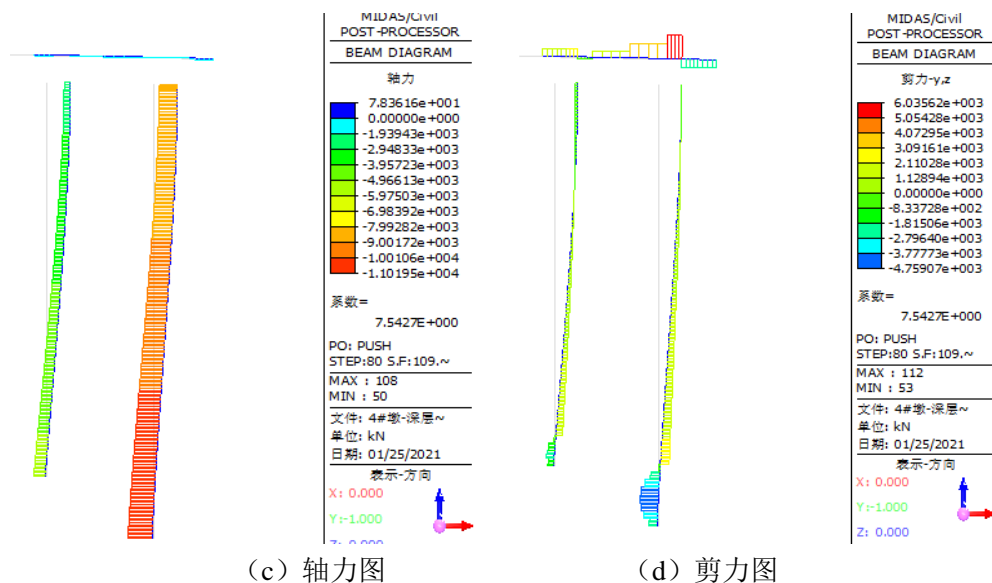 MIDAS/Civil
POST-PROCESSOR
BEAM DIAGRAM
轴力
7.83616e+001
0.00000e+000
-1.93943e+003
-2.94833e+003
-3.95723e+003
-4.96613e+003
-5.97503e+003
-6.98392e+003
-7.99282e+003
-9.00172e+003
-1.00106e+004
-1.10195e+004
系数=
7.5427E+000
PO: PUSH
STEP:80 S.F:109.~
MAX : 108
MIN : 50
文件: 4#墩-深层~
单位: kN
日期: 01/25/2021
表示-方向
X: 0.000
Y:-1.000
Z: 0.000
MIDAS/Civil
POST-PROCESSOR
BEAM DIAGRAM
剪力-y,z
6.03562e+003
5.05428e+003
4.07295e+003
3.09161e+003
2.11028e+003
1.12894e+003
0.00000e+000
-8.33728e+002
-1.81506e+003
-2.79640e+003
-3.77773e+003
-4.75907e+003
系数=
7.5427E+000
PO: PUSH
STEP:80 S.F:109.~
MAX : 112
MIN : 53
文件: 4#墩-深层~
单位: kN
日期: 01/25/2021
表示-方向
X: 0.000
Y:-1.000
Z: 0.000
（c）轴力图
（d）剪力图